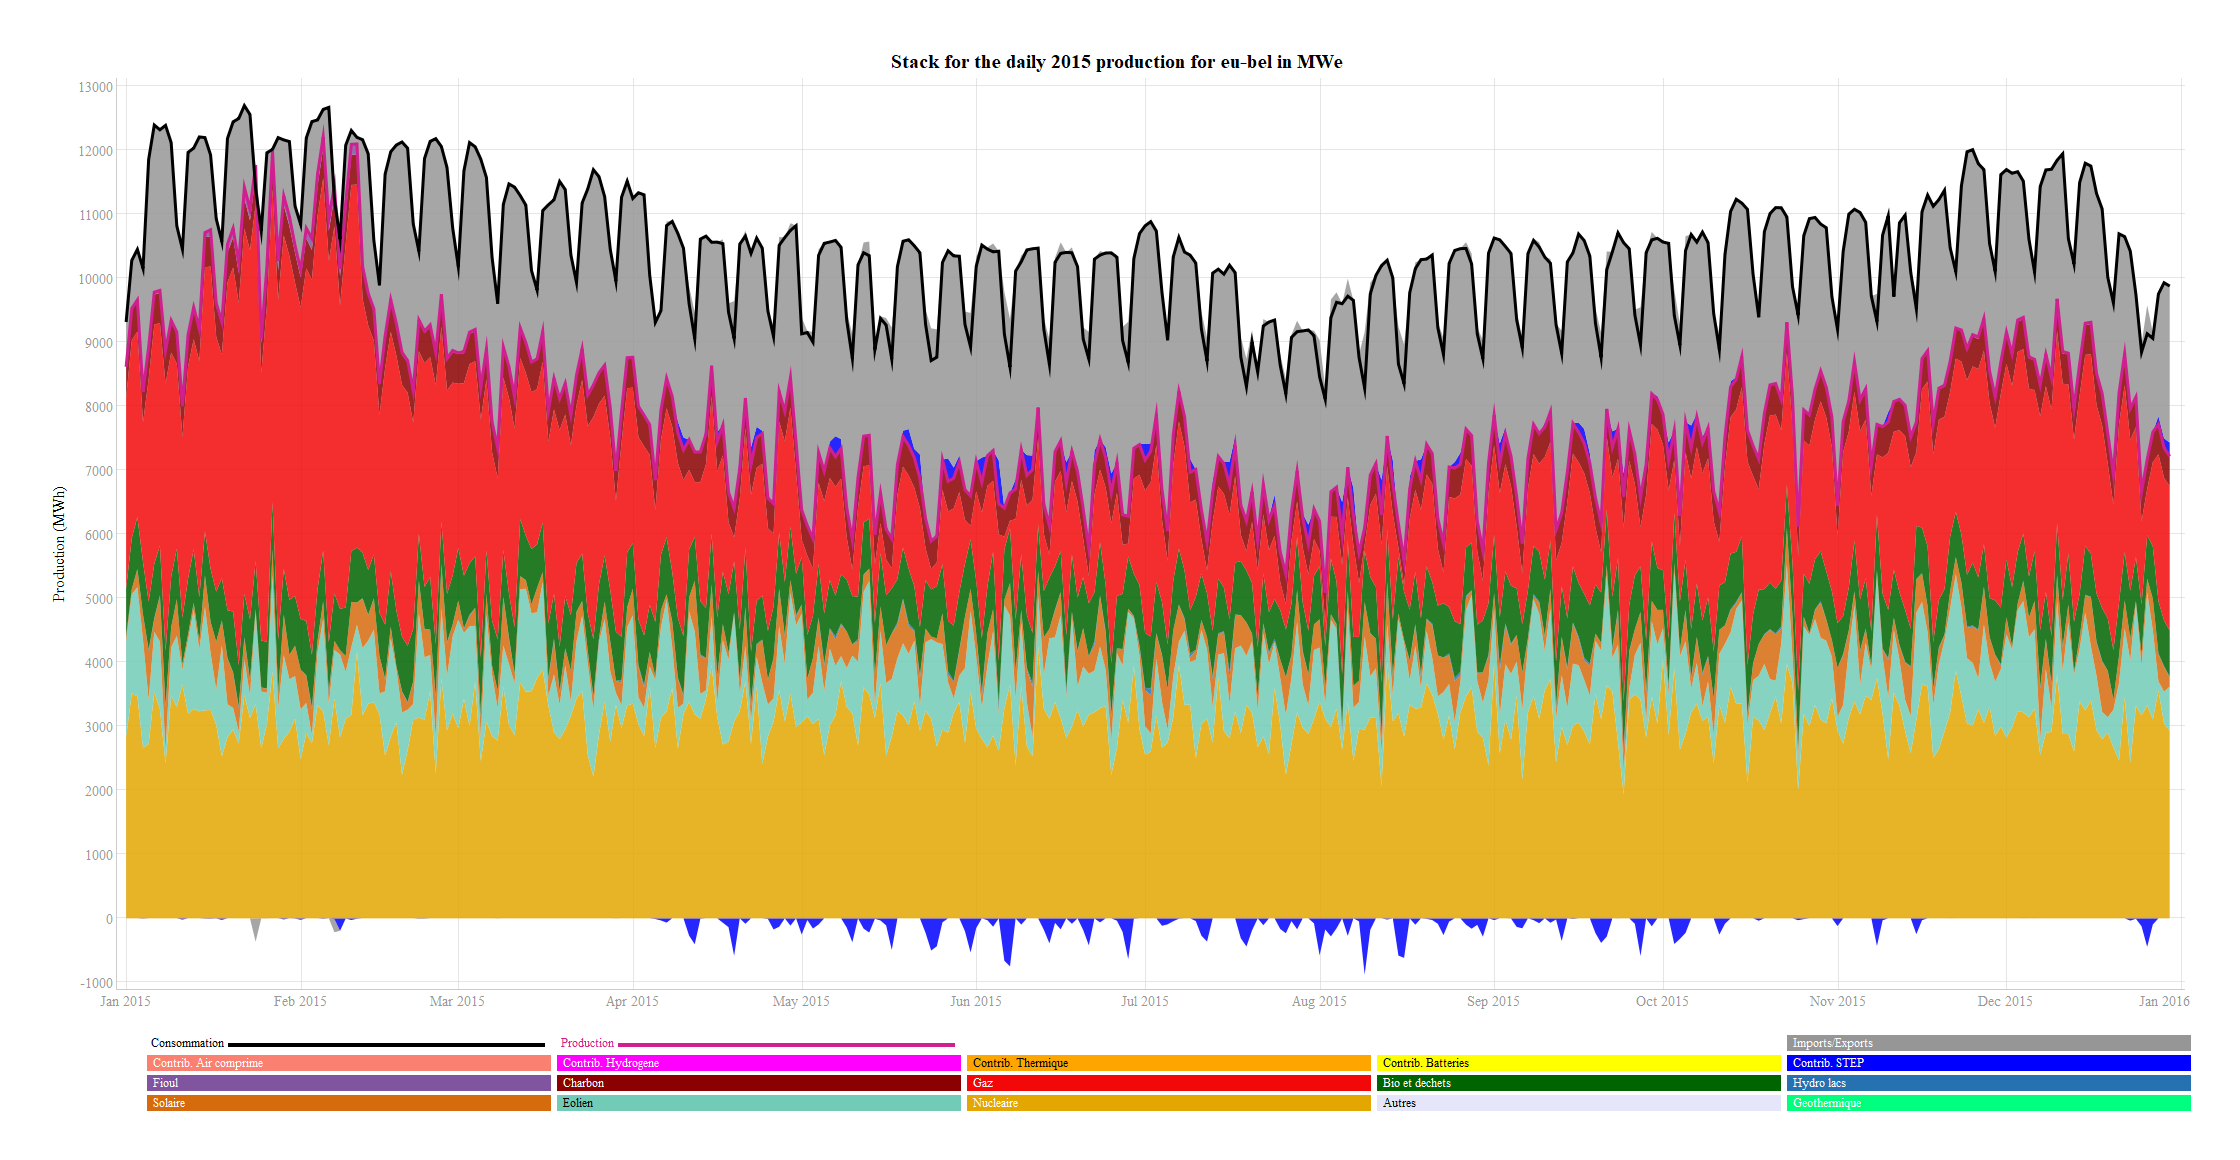 Stack for the daily 2015 production for eu-bel in MWe
Production (MWh)
13000
12000
11000
10000
9000
8000
7000
6000
5000
4000
3000
2000
1000
0
-1000
Jan 2015 Feb 2015 Mar 2015 Apr 2015 May 2015 Jun 2015 Jul 2015 Aug 2015 Sep 2015 Oct 2015 Nov 2015 Dec 2015 Jan 2016
Consommation Production Imports/Exports
Contrib. Air comprime Contrib. Hydrogene Contrib. Thermique Contrib. Batteries Contrib. STEP
Fioul Charbon Gaz Bio et dechets Hydro lacs
Solaire Eolien Nucleaire Autres Geothermique